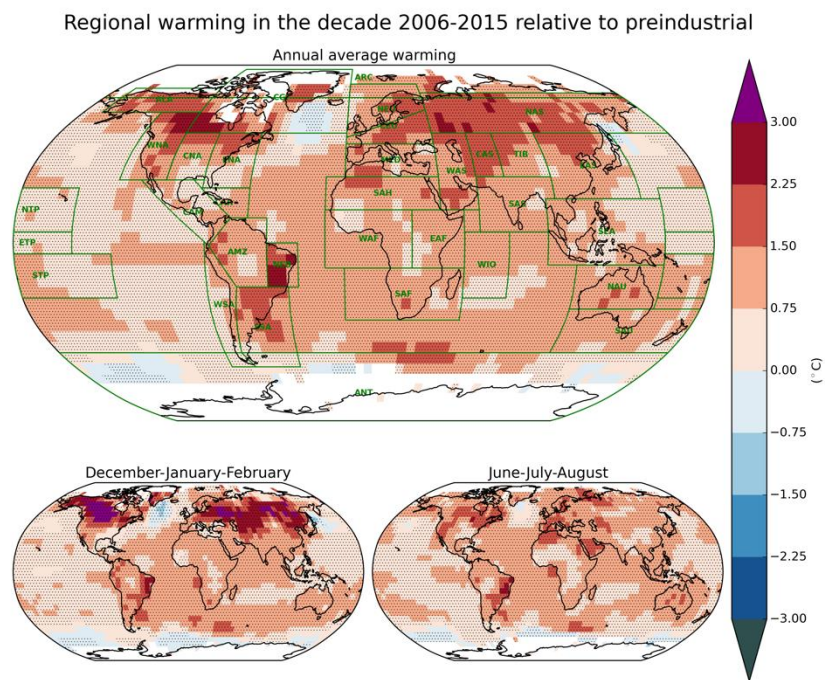 Regional warming in the decade 2006-2015 relative to preindustrial
Annual average warming
ARC
NEU
NAS
WNA
CNA
ENA
MED
WAS
CAS
TIB
EAS
NTP
SAH
SAS
ETP
AMZ
WAF
EAF
SEA
STP
WIO
WSA
SAF
NAU
SSA
SAU
ANT
3.00
2.25
1.50
0.75
0.00
−0.75
−1.50
−2.25
−3.00
(°C)
December-January-February
June-July-August